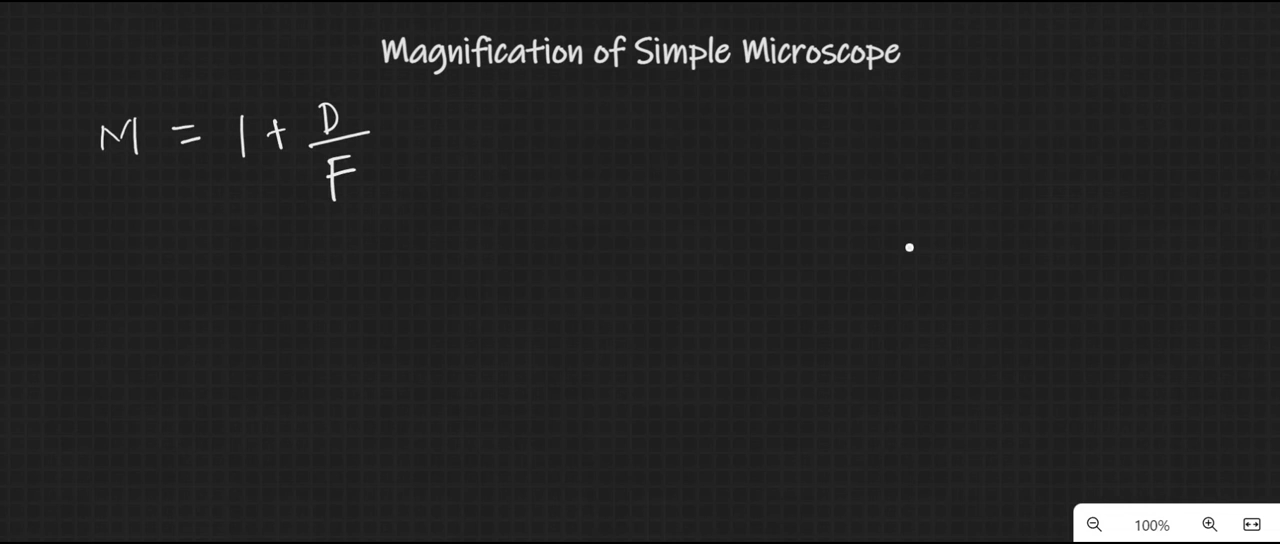 Magnification of Simple Microscope
M = 1 + D/F
100%